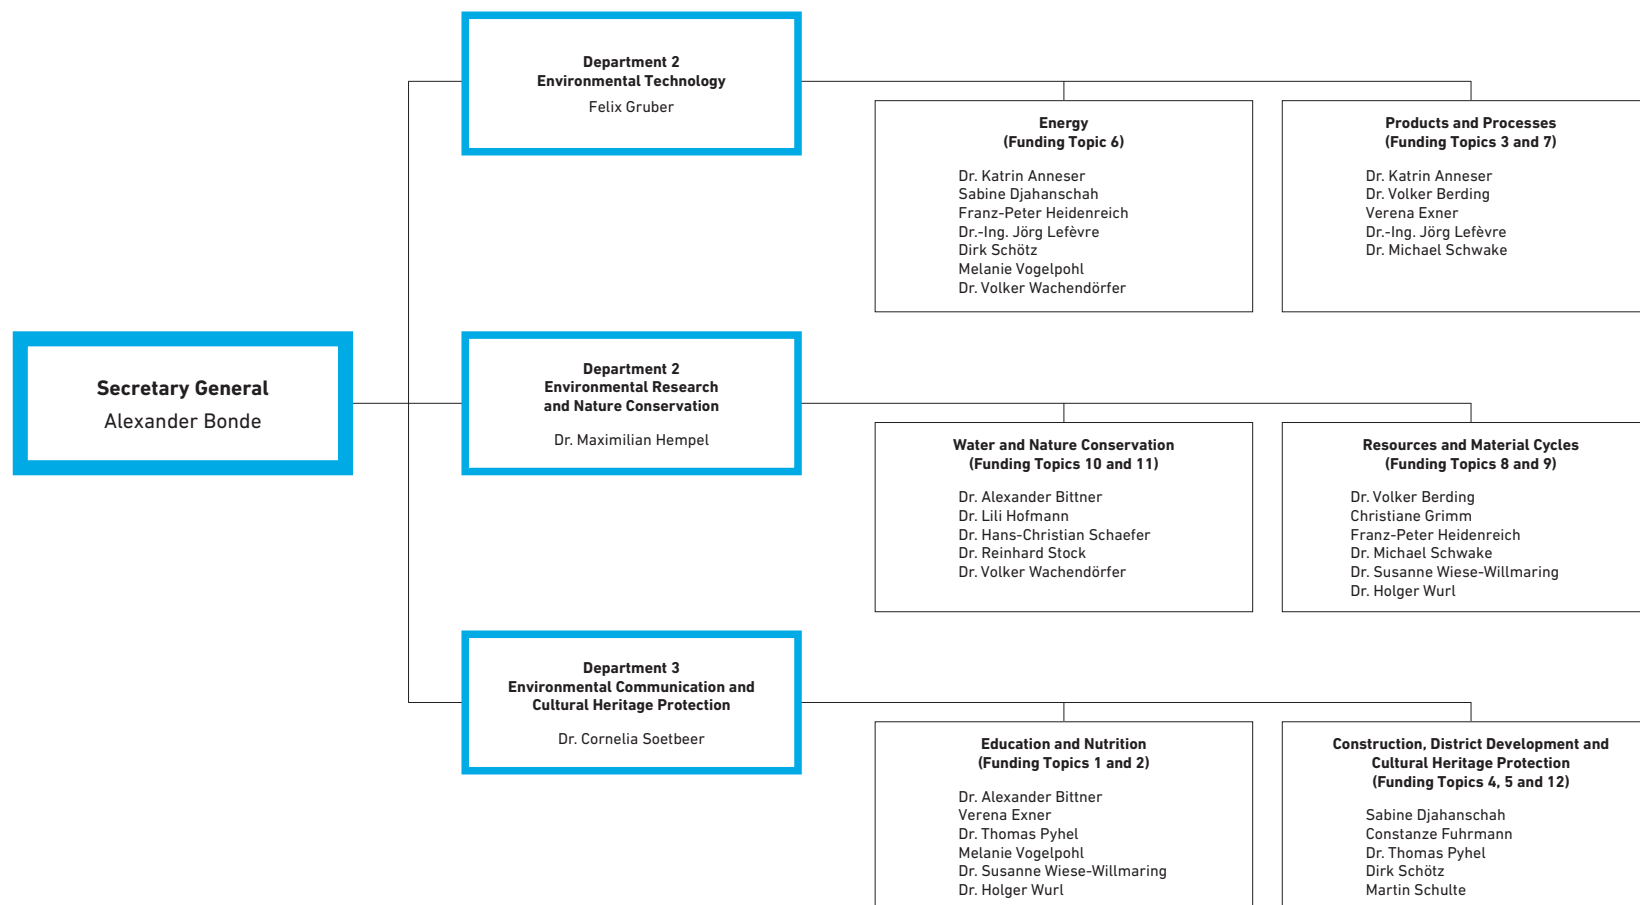 Department 2
Environmental Technology
Felix Gruber
Energy
(Funding Topic 6)
Dr. Katrin Anneser
Sabine Djahanschah
Franz-Peter Heidenreich
Dr.-Ing. Jörg Lefèvre
Dirk Schötz
Melanie Vogelpohl
Dr. Volker Wachendörfer
Products and Processes
(Funding Topics 3 and 7)
Dr. Katrin Anneser
Dr. Volker Berding
Verena Exner
Dr.-Ing. Jörg Lefèvre
Dr. Michael Schwake
Secretary General
Alexander Bonde
Department 2
Environmental Research
and Nature Conservation
Dr. Maximilian Hempel
Water and Nature Conservation
(Funding Topics 10 and 11)
Dr. Alexander Bittner
Dr. Lili Hofmann
Dr. Hans-Christian Schaefer
Dr. Reinhard Stock
Dr. Volker Wachendörfer
Resources and Material Cycles
(Funding Topics 8 and 9)
Dr. Volker Berding
Christiane Grimm
Franz-Peter Heidenreich
Dr. Michael Schwake
Dr. Susanne Wiese-Willmaring
Dr. Holger Wurl
Department 3
Environmental Communication and
Cultural Heritage Protection
Dr. Cornelia Soetbeer
Education and Nutrition
(Funding Topics 1 and 2)
Dr. Alexander Bittner
Verena Exner
Dr. Thomas Pyhel
Melanie Vogelpohl
Dr. Susanne Wiese-Willmaring
Dr. Holger Wurl
Construction, District Development and
Cultural Heritage Protection
(Funding Topics 4, 5 and 12)
Sabine Djahanschah
Constanze Fuhrmann
Dr. Thomas Pyhel
Dirk Schötz
Martin Schulte